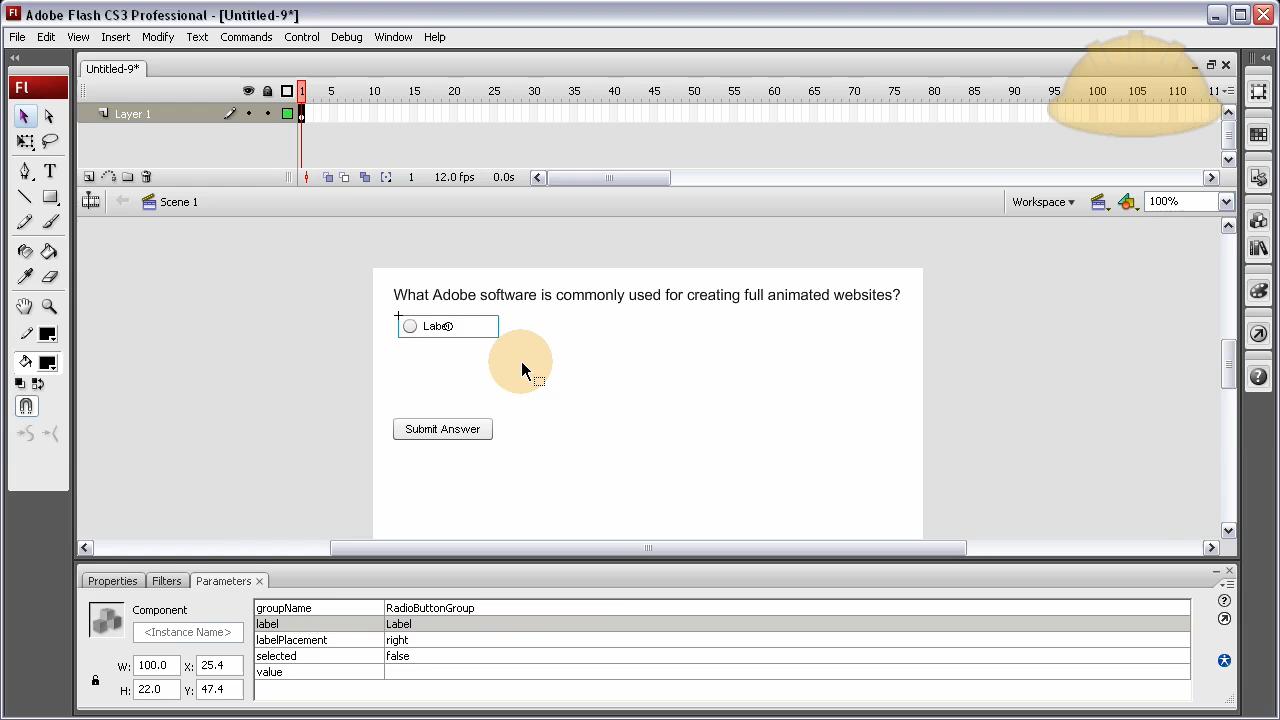 Adobe Flash CS3 Professional - [Untitled-9*]
File Edit View Insert Modify Text Commands Control Debug Window Help
Untitled-9*
Fl
1 5 10 15 20 25 30 35 40 45 50 55 60 65 70 75 80 85 90 95 100 105 110 11
Layer 1
1 12.0 fps 0.0s
Scene 1
Workspace
100%
What Adobe software is commonly used for creating full animated websites?
Label
Submit Answer
Properties Filters Parameters
Component
<Instance Name>
W: 100.0 X: 25.4
H: 22.0 Y: 47.4
groupName RadioButtonGroup
label Label
labelPlacement right
selected false
value